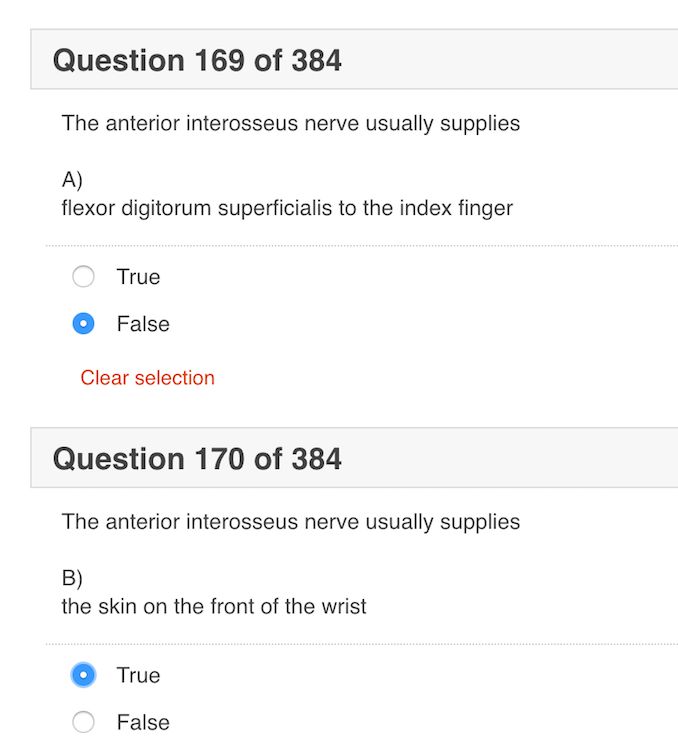 Question 169 of 384
The anterior interosseus nerve usually supplies
A)
flexor digitorum superficialis to the index finger
True
False
Clear selection
Question 170 of 384
The anterior interosseus nerve usually supplies
B)
the skin on the front of the wrist
True
False